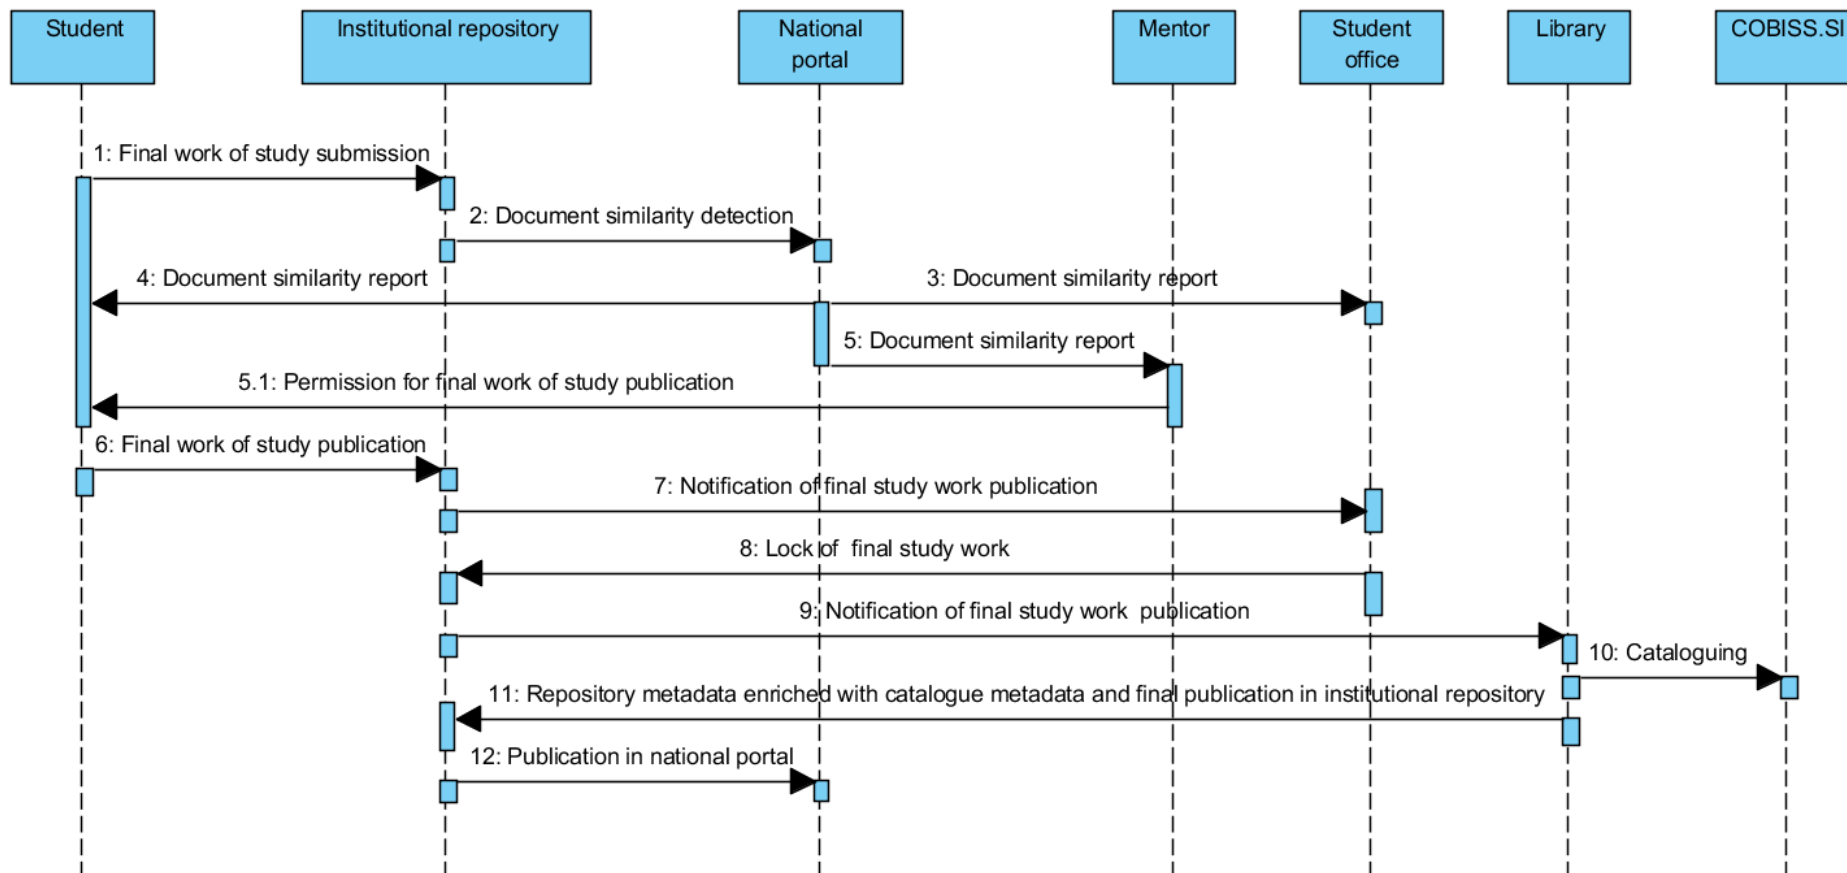 Student
Institutional repository
National
portal
Mentor
Student
office
Library
COBISS.SI
1: Final work of study submission
2: Document similarity detection
4: Document similarity report
3: Document similarity report
5: Document similarity report
5.1: Permission for final work of study publication
6: Final work of study publication
7: Notification of final study work publication
8: Lock of  final study work
9: Notification of final study work  publication
10: Cataloguing
11: Repository metadata enriched with catalogue metadata and final publication in institutional repository
12: Publication in national portal